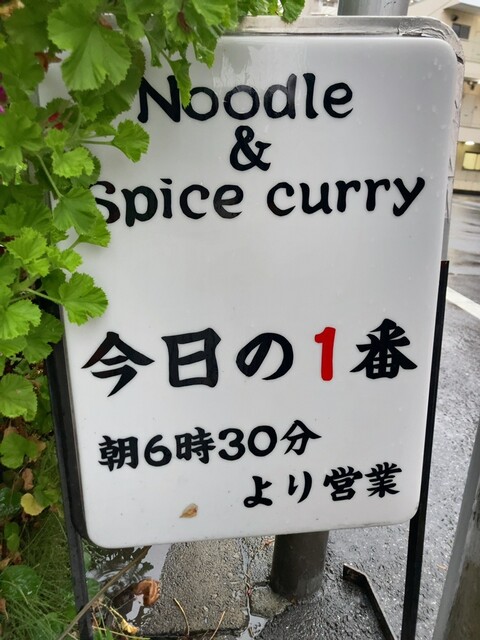 Noodle
&
Spice curry
今日の1番
朝6時30分
より営業